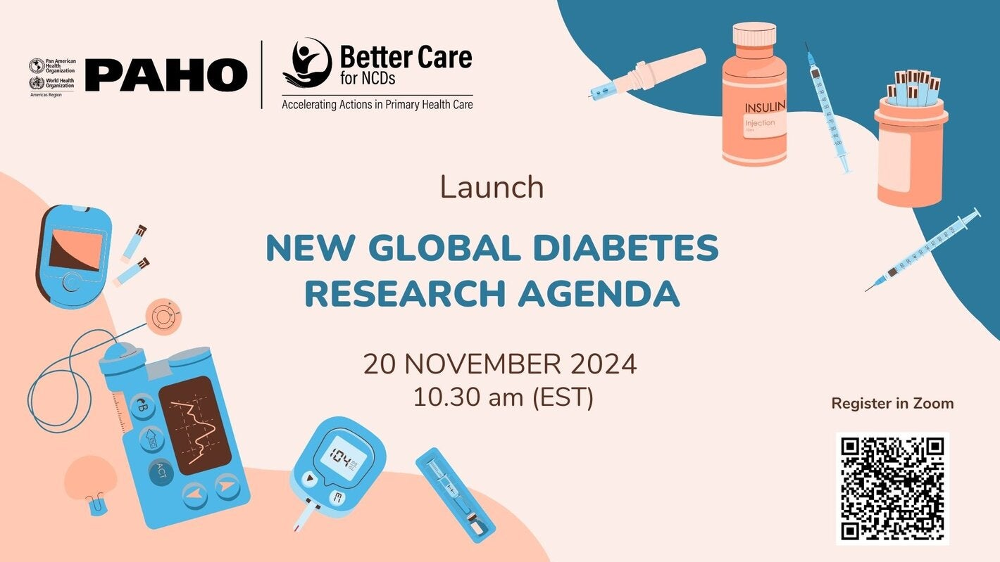 Pan American
Health
Organization
World Health
Organization
Americas Region
PAHO
Better Care
for NCDs
Accelerating Actions in Primary Health Care
INSULIN
Injection
Launch
NEW GLOBAL DIABETES
RESEARCH AGENDA
20 NOVEMBER 2024
10.30 am (EST)
Register in Zoom
B
ACT
104